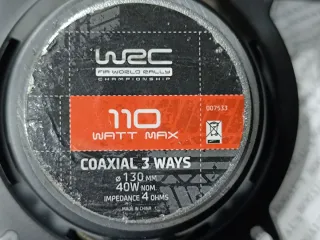 WRC
FIA WORLD RALLY
CHAMPIONSHIP
110
007533
WATT MAX
COAXIAL 3 WAYS
ø 130 MM
40W NOM.
IMPEDANCE 4 OHMS
MADE IN CHINA